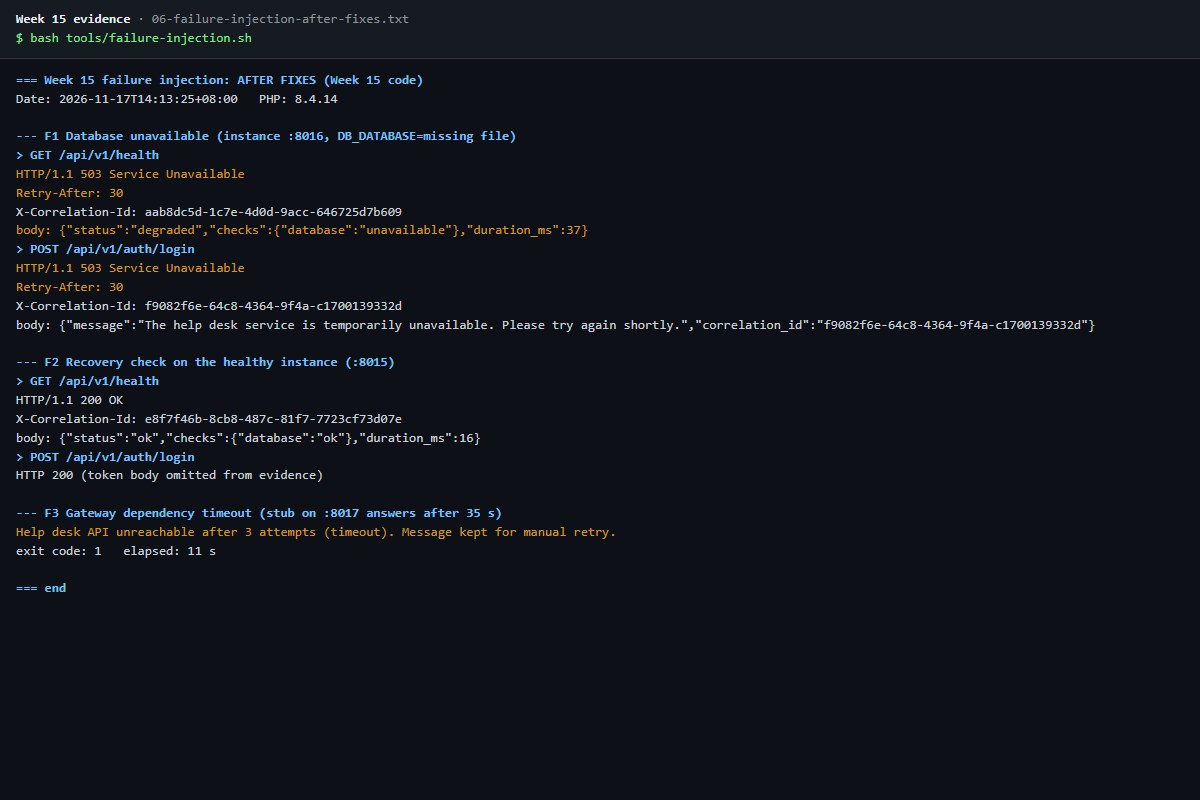 Week 15 evidence · 06-failure-injection-after-fixes.txt
$ bash tools/failure-injection.sh
=== Week 15 failure injection: AFTER FIXES (Week 15 code)
Date: 2026-11-17T14:13:25+08:00   PHP: 8.4.14
--- F1 Database unavailable (instance :8016, DB_DATABASE=missing file)
> GET /api/v1/health
HTTP/1.1 503 Service Unavailable
Retry-After: 30
X-Correlation-Id: aab8dc5d-1c7e-4d0d-9acc-646725d7b609
body: {"status":"degraded","checks":{"database":"unavailable"},"duration_ms":37}
> POST /api/v1/auth/login
HTTP/1.1 503 Service Unavailable
Retry-After: 30
X-Correlation-Id: f9082f6e-64c8-4364-9f4a-c1700139332d
body: {"message":"The help desk service is temporarily unavailable. Please try again shortly.","correlation_id":"f9082f6e-64c8-4364-9f4a-c1700139332d"}
--- F2 Recovery check on the healthy instance (:8015)
> GET /api/v1/health
HTTP/1.1 200 OK
X-Correlation-Id: e8f7f46b-8cb8-487c-81f7-7723cf73d07e
body: {"status":"ok","checks":{"database":"ok"},"duration_ms":16}
> POST /api/v1/auth/login
HTTP 200 (token body omitted from evidence)
--- F3 Gateway dependency timeout (stub on :8017 answers after 35 s)
Help desk API unreachable after 3 attempts (timeout). Message kept for manual retry.
exit code: 1   elapsed: 11 s
=== end